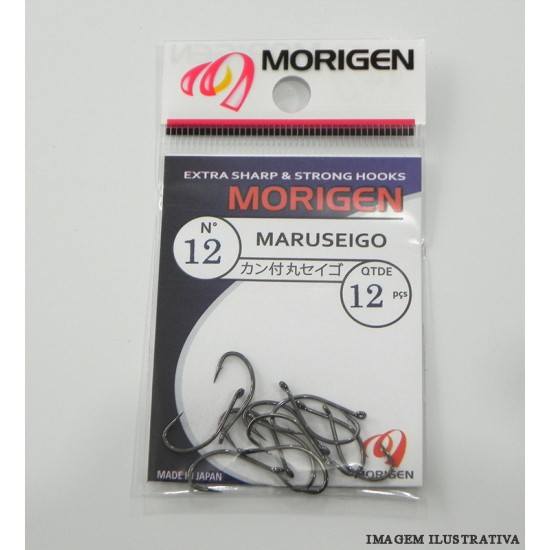 MORIGEN
EXTRA SHARP & STRONG HOOKS
MORIGEN
Nº
12
MARUSEIGO
カン付丸セイゴ
QTDE
12 pçs
MADE IN JAPAN
MORIGEN
IMAGEM ILUSTRATIVA